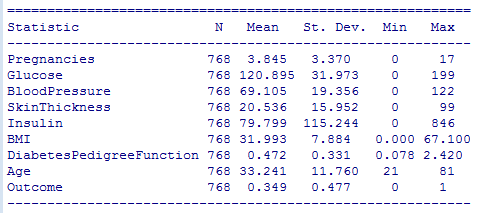 Statistic N Mean St. Dev. Min Max
Pregnancies 768 3.845 3.370 0 17
Glucose 768 120.895 31.973 0 199
BloodPressure 768 69.105 19.356 0 122
SkinThickness 768 20.536 15.952 0 99
Insulin 768 79.799 115.244 0 846
BMI 768 31.993 7.884 0.000 67.100
DiabetesPedigreeFunction 768 0.472 0.331 0.078 2.420
Age 768 33.241 11.760 21 81
Outcome 768 0.349 0.477 0 1